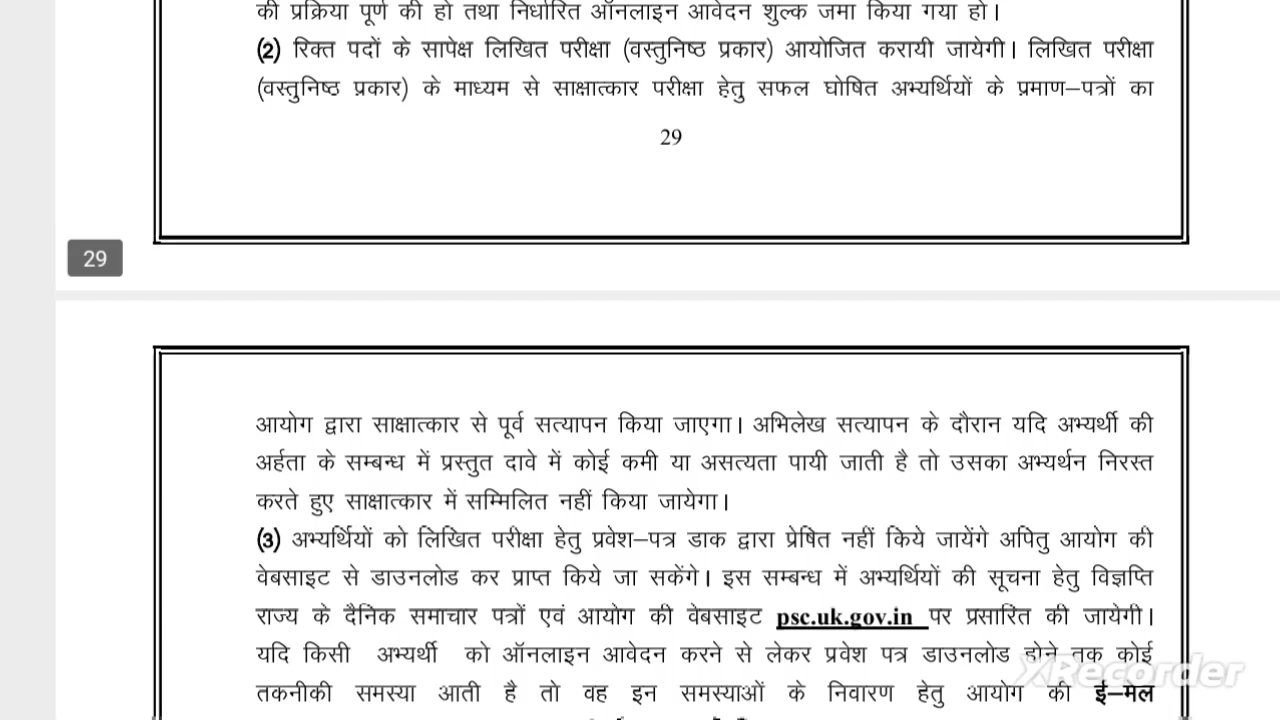 की प्रक्रिया पूर्ण की हो तथा निर्धारित ऑनलाइन आवेदन शुल्क जमा किया गया हो।
(2) रिक्त पदों के सापेक्ष लिखित परीक्षा (वस्तुनिष्ठ प्रकार) आयोजित करायी जायेगी। लिखित परीक्षा
(वस्तुनिष्ठ प्रकार) के माध्यम से साक्षात्कार परीक्षा हेतु सफल घोषित अभ्यर्थियों के प्रमाण–पत्रों का
29
29
आयोग द्वारा साक्षात्कार से पूर्व सत्यापन किया जाएगा। अभिलेख सत्यापन के दौरान यदि अभ्यर्थी की
अर्हता के सम्बन्ध में प्रस्तुत दावे में कोई कमी या असत्यता पायी जाती है तो उसका अभ्यर्थन निरस्त
करते हुए साक्षात्कार में सम्मिलित नहीं किया जायेगा।
(3) अभ्यर्थियों को लिखित परीक्षा हेतु प्रवेश–पत्र डाक द्वारा प्रेषित नहीं किये जायेंगे अपितु आयोग की
वेबसाइट से डाउनलोड कर प्राप्त किये जा सकेंगे। इस सम्बन्ध में अभ्यर्थियों की सूचना हेतु विज्ञप्ति
राज्य के दैनिक समाचार पत्रों एवं आयोग की वेबसाइट psc.uk.gov.in पर प्रसारित की जायेगी।
यदि किसी अभ्यर्थी को ऑनलाइन आवेदन करने से लेकर प्रवेश पत्र डाउनलोड होने तक कोई
XRecorder
तकनीकी समस्या आती है तो वह इन समस्याओं के निवारण हेतु आयोग की ई–मेल